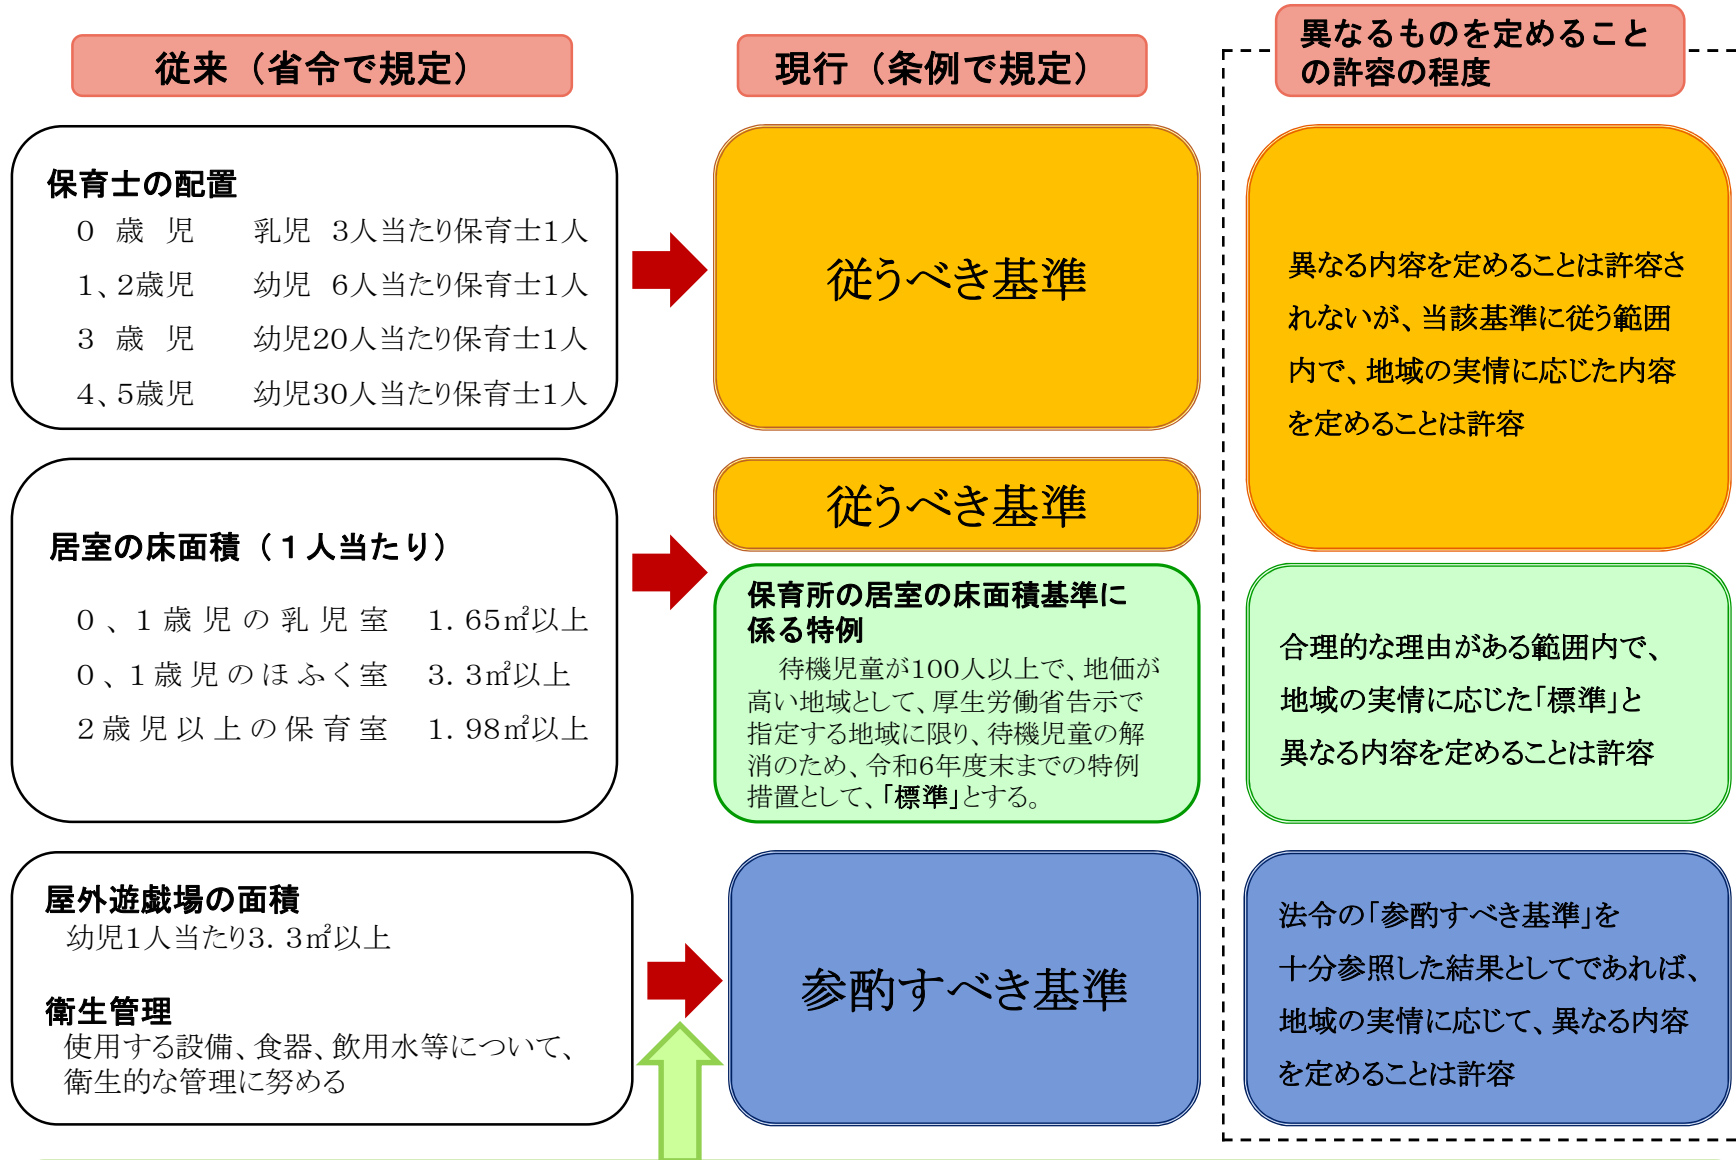 従来（省令で規定）
保育士の配置
０ 歳 児　乳児 3人当たり保育士1人
1、2歳児　幼児 6人当たり保育士1人
3 歳 児　幼児20人当たり保育士1人
4、5歳児　幼児30人当たり保育士1人
居室の床面積（１人当たり）
０、１歳児の乳児室　1．65㎡以上
０、１歳児のほふく室　3．3㎡以上
２歳児以上の保育室　1．98㎡以上
屋外遊戯場の面積
幼児1人当たり3．3㎡以上
衛生管理
使用する設備、食器、飲用水等について、
衛生的な管理に努める
現行（条例で規定）
従うべき基準
従うべき基準
保育所の居室の床面積基準に
係る特例
待機児童が100人以上で、地価が
高い地域として、厚生労働省告示で
指定する地域に限り、待機児童の解
消のため、令和6年度末までの特例
措置として、「標準」とする。
参酌すべき基準
異なるものを定めること
の許容の程度
異なる内容を定めることは許容さ
れないが、当該基準に従う範囲
内で、地域の実情に応じた内容
を定めることは許容
合理的な理由がある範囲内で、
地域の実情に応じた「標準」と
異なる内容を定めることは許容
法令の「参酌すべき基準」を
十分参照した結果としてであれば、
地域の実情に応じて、異なる内容
を定めることは許容